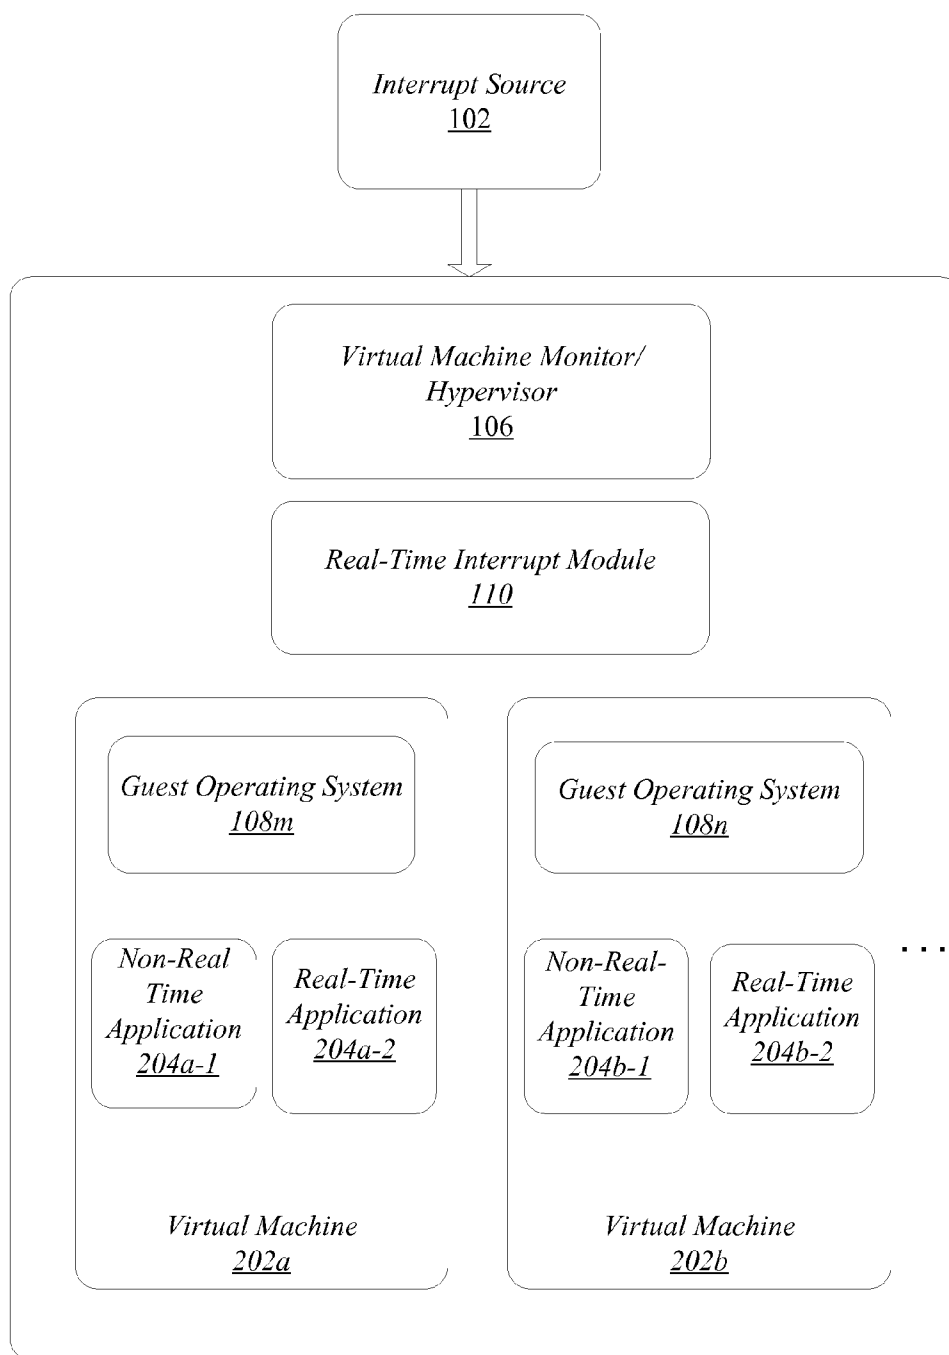 Interrupt Source
102
Virtual Machine Monitor/
Hypervisor
106
Real-Time Interrupt Module
110
Guest Operating System
108m
Non-Real
Time
Application
204a-1
Real-Time
Application
204a-2
Virtual Machine
202a
Guest Operating System
108n
Non-Real-
Time
Application
204b-1
Real-Time
Application
204b-2
Virtual Machine
202b
. . .